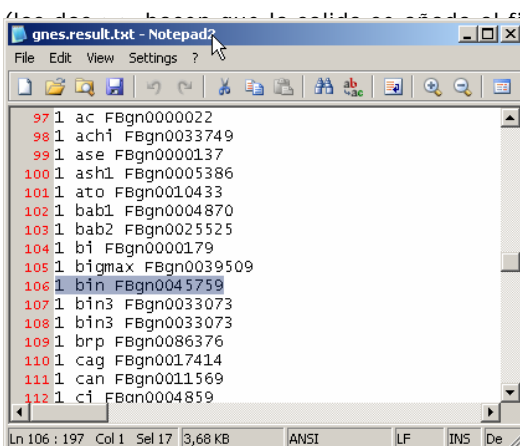 gnes.result.txt - Notepad2
File Edit View Settings ?
97 1 ac FBgn0000022
98 1 achi FBgn0033749
99 1 ase FBgn0000137
100 1 ash1 FBgn0005386
101 1 ato FBgn0010433
102 1 bab1 FBgn0004870
103 1 bab2 FBgn0025525
104 1 bi FBgn0000179
105 1 bigmax FBgn0039509
106 1 bin FBgn0045759
107 1 bin3 FBgn0033073
108 1 bin3 FBgn0033073
109 1 brp FBgn0086376
110 1 cag FBgn0017414
111 1 can FBgn0011569
112 1 ci FBgn0004859
Ln 106 : 197 Col 1 Sel 17 3,68 KB ANSI LF INS De